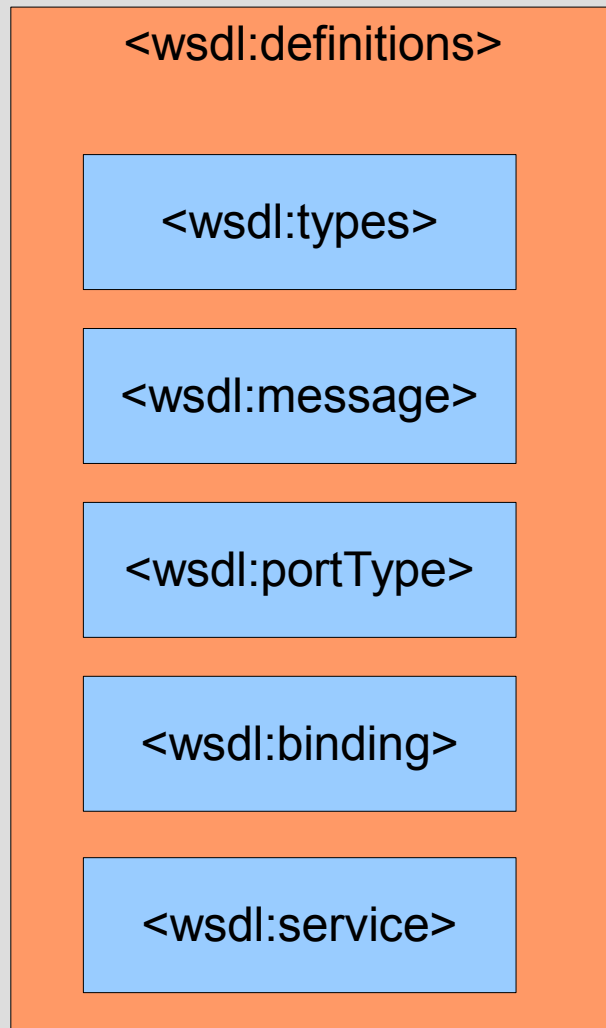 <wsdl:definitions>
<wsdl:types>
<wsdl:message>
<wsdl:portType>
<wsdl:binding>
<wsdl:service>